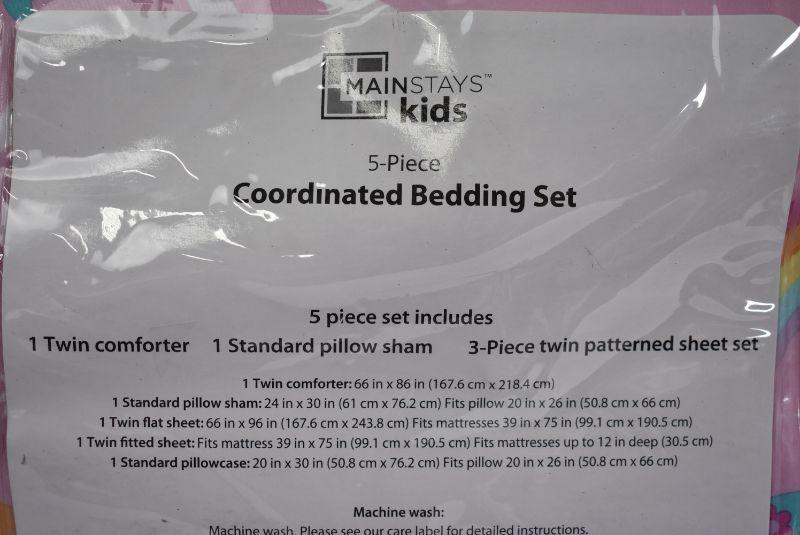 MAINSTAYS™
kids
5-Piece
Coordinated Bedding Set
5 piece set includes
1 Twin comforter 1 Standard pillow sham 3-Piece twin patterned sheet set
1 Twin comforter: 66 in x 86 in (167.6 cm x 218.4 cm)
1 Standard pillow sham: 24 in x 30 in (61 cm x 76.2 cm) Fits pillow 20 in x 26 in (50.8 cm x 66 cm)
1 Twin flat sheet: 66 in x 96 in (167.6 cm x 243.8 cm) Fits mattresses 39 in x 75 in (99.1 cm x 190.5 cm)
1 Twin fitted sheet: Fits mattress 39 in x 75 in (99.1 cm x 190.5 cm) Fits mattresses up to 12 in deep (30.5 cm)
1 Standard pillowcase: 20 in x 30 in (50.8 cm x 76.2 cm) Fits pillow 20 in x 26 in (50.8 cm x 66 cm)
Machine wash:
Machine wash. Please see our care label for detailed instructions.